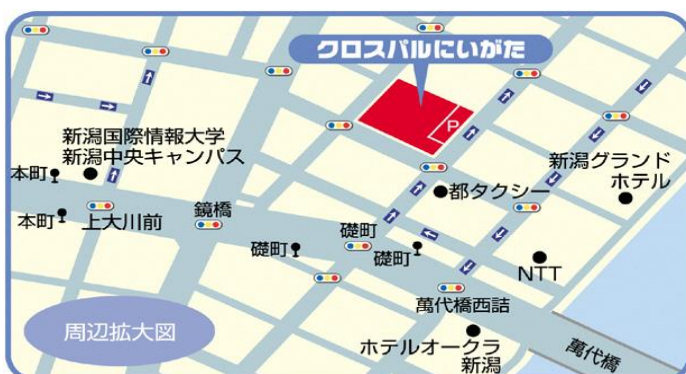 クロスパルにいがた
P
新潟国際情報大学
新潟中央キャンパス
本町
本町
上大川前
鏡橋
都タクシー
新潟グランド
ホテル
礎町
礎町
礎町
NTT
萬代橋西詰
ホテルオークラ
新潟
萬代橋
周辺拡大図